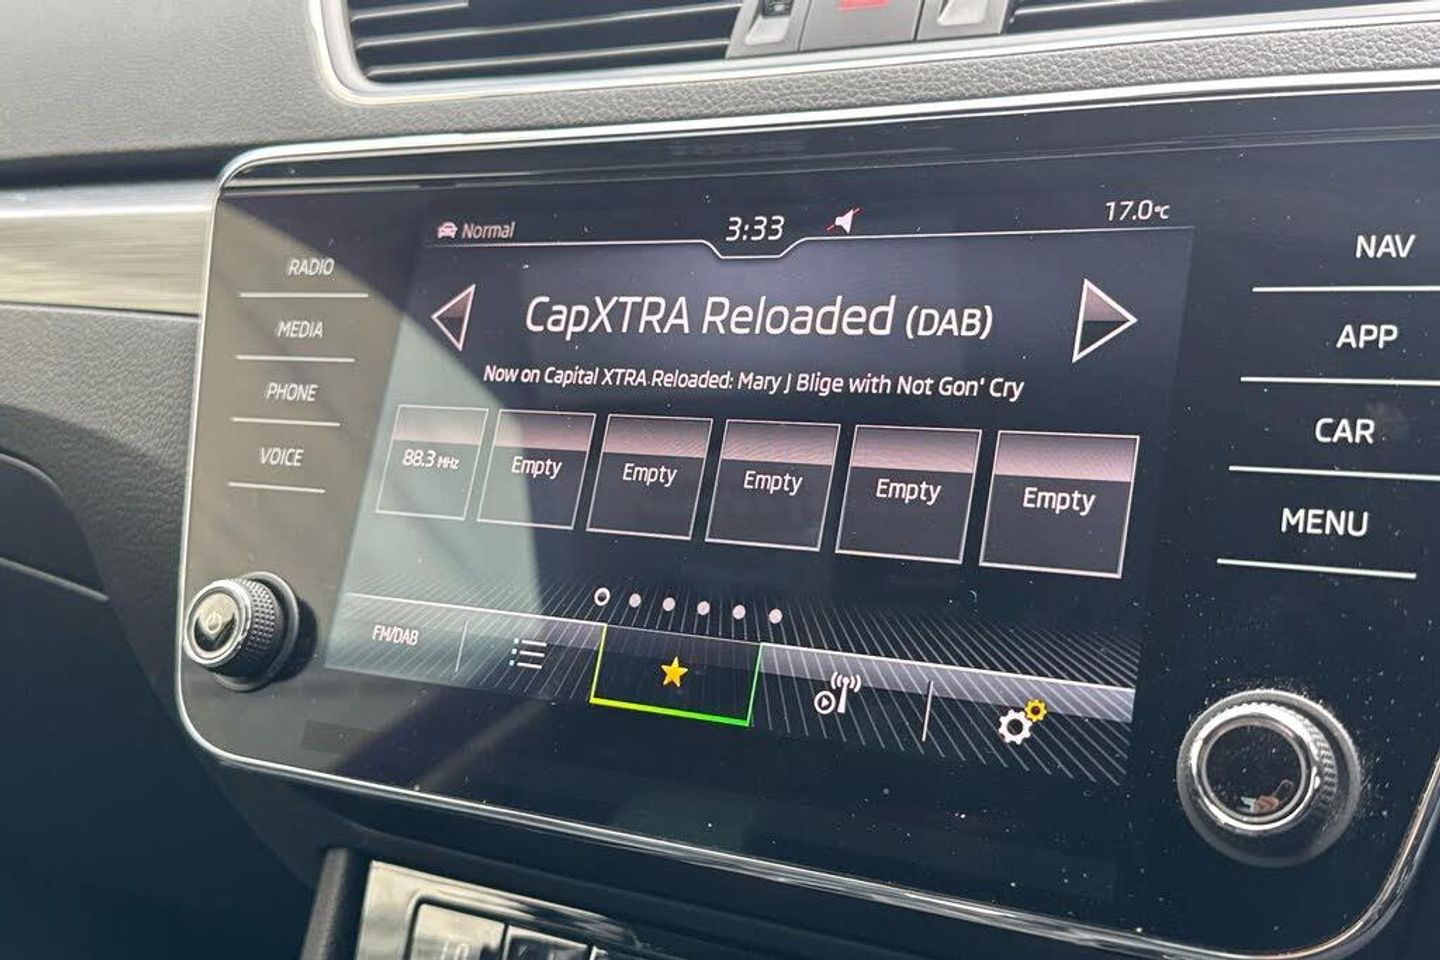 Normal
3:33
17.0°C
RADIO
MEDIA
PHONE
VOICE
CapXTRA Reloaded (DAB)
Now on Capital XTRA Reloaded: Mary J Blige with Not Gon' Cry
88.3 MHz
Empty
Empty
Empty
Empty
Empty
FM/DAB
NAV
APP
CAR
MENU